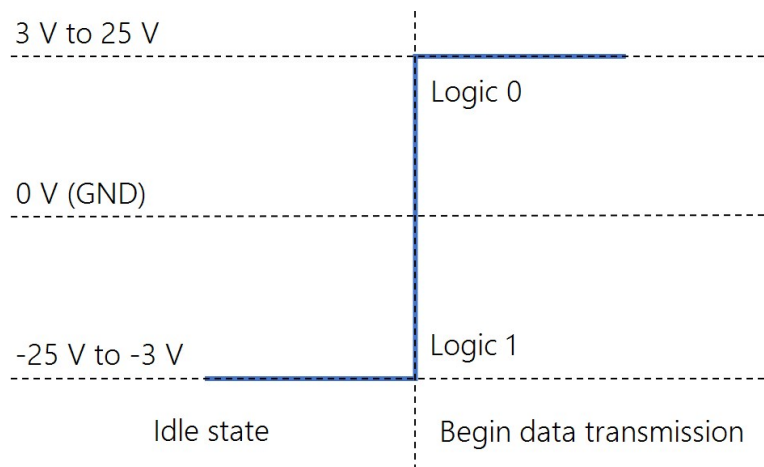 3 V to 25 V
Logic 0
0 V (GND)
Logic 1
-25 V to -3 V
Idle state
Begin data transmission